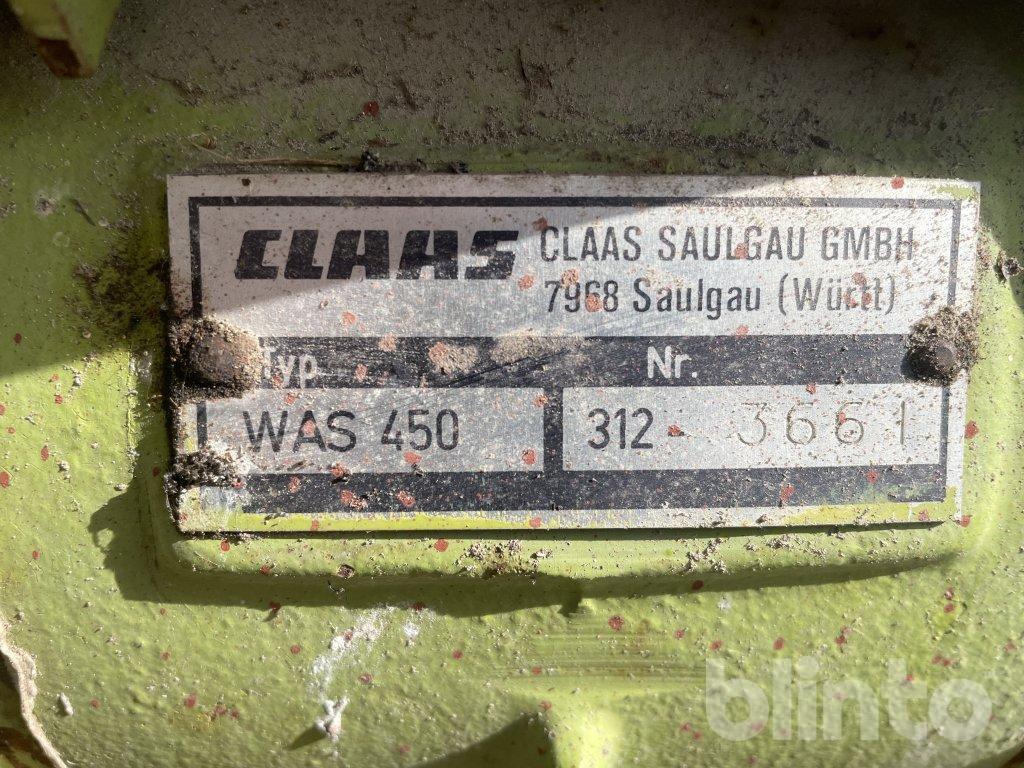 CLAAS CLAAS SAULGAU GMBH
7968 Saulgau (Württ)
Typ Nr.
WAS 450 312- 3661
blinto